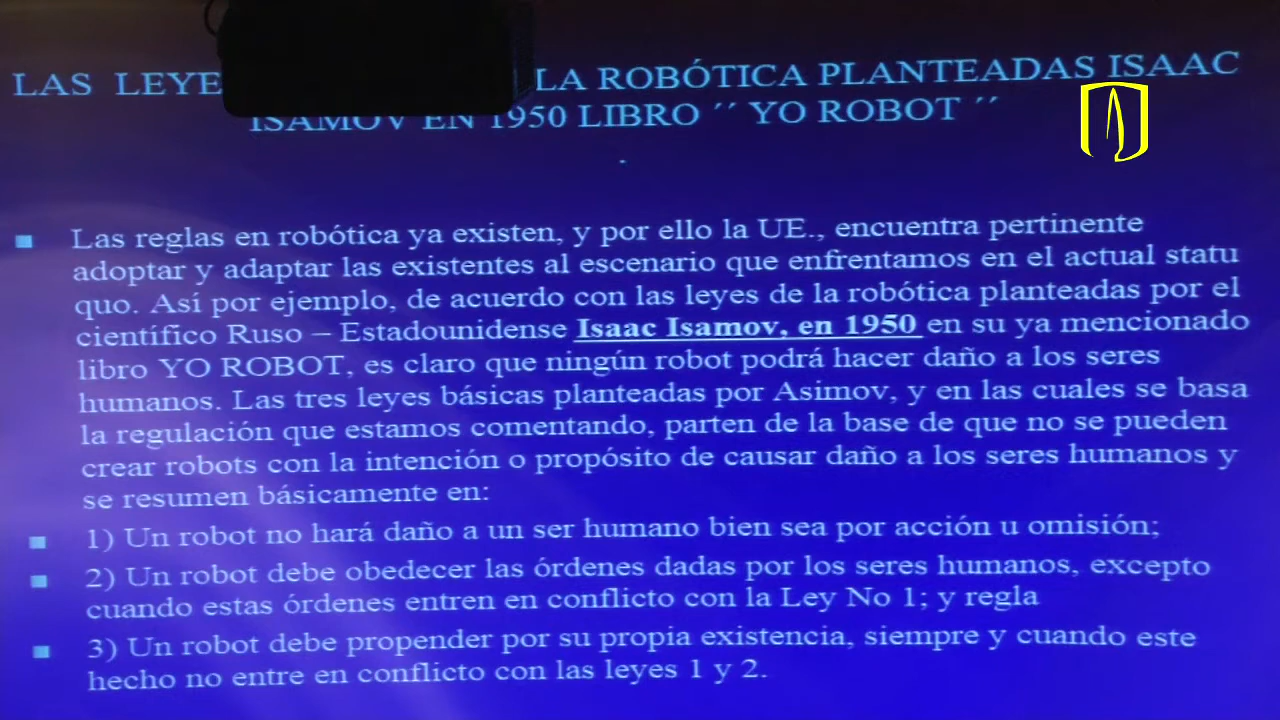 LAS LEYE LA ROBÓTICA PLANTEADAS ISAAC
ISAMOV EN 1950 LIBRO ´´ YO ROBOT ´´
Las reglas en robótica ya existen, y por ello la UE., encuentra pertinente
adoptar y adaptar las existentes al escenario que enfrentamos en el actual statu
quo. Así por ejemplo, de acuerdo con las leyes de la robótica planteadas por el
científico Ruso – Estadounidense Isaac Isamov, en 1950 en su ya mencionado
libro YO ROBOT, es claro que ningún robot podrá hacer daño a los seres
humanos. Las tres leyes básicas planteadas por Asimov, y en las cuales se basa
la regulación que estamos comentando, parten de la base de que no se pueden
crear robots con la intención o propósito de causar daño a los seres humanos y
se resumen básicamente en:
1) Un robot no hará daño a un ser humano bien sea por acción u omisión;
2) Un robot debe obedecer las órdenes dadas por los seres humanos, excepto
cuando estas órdenes entren en conflicto con la Ley No 1; y regla
3) Un robot debe propender por su propia existencia, siempre y cuando este
hecho no entre en conflicto con las leyes 1 y 2.